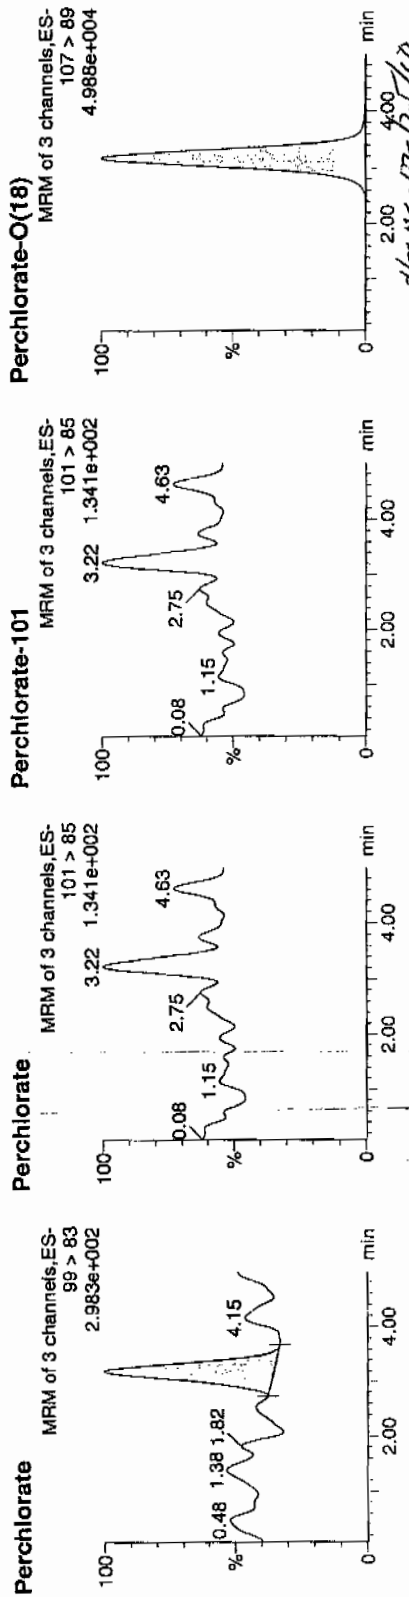 Perchlorate
MRM of 3 channels,ES-
99 > 83
2.983e+002
100
%
0
0.48
1.38
1.82
4.15
2.00
4.00
min
Perchlorate
MRM of 3 channels,ES-
101 > 85
1.341e+002
100
%
0
0.08
1.15
2.75
3.22
4.63
2.00
4.00
min
Perchlorate-101
MRM of 3 channels,ES-
101 > 85
1.341e+002
100
%
0
0.08
1.15
2.75
3.22
4.63
2.00
4.00
min
Perchlorate-O(18)
MRM of 3 channels,ES-
107 > 89
4.988e+004
100
%
0
2.00
4.00
min